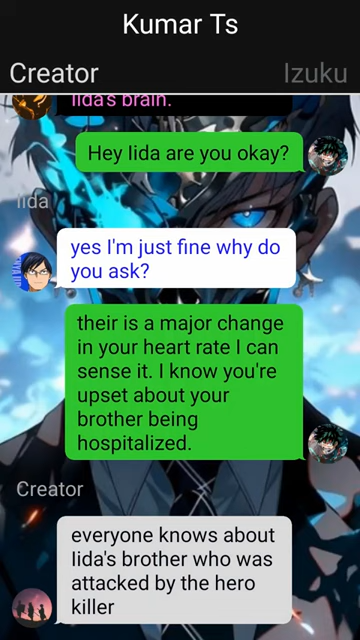 Kumar Ts
Creator
Izuku
Iida's brain.
Hey Iida are you okay?
Iida
yes I'm just fine why do
you ask?
their is a major change
in your heart rate I can
sense it. I know you're
upset about your
brother being
hospitalized.
Creator
everyone knows about
Iida's brother who was
attacked by the hero
killer